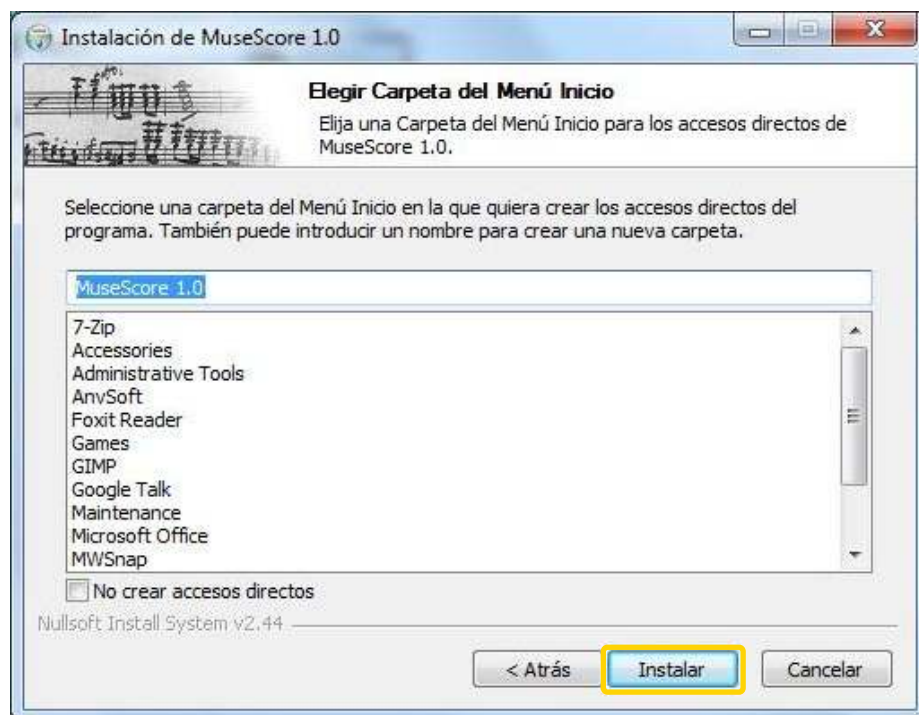 Instalación de MuseScore 1.0
Elegir Carpeta del Menú Inicio
Elija una Carpeta del Menú Inicio para los accesos directos de
MuseScore 1.0.
Seleccione una carpeta del Menú Inicio en la que quiera crear los accesos directos del
programa. También puede introducir un nombre para crear una nueva carpeta.
MuseScore 1.0
7-Zip
Accessories
Administrative Tools
AnvSoft
Foxit Reader
Games
GIMP
Google Talk
Maintenance
Microsoft Office
MWSnap
No crear accesos directos
Nullsoft Install System v2.44
< Atrás
Instalar
Cancelar